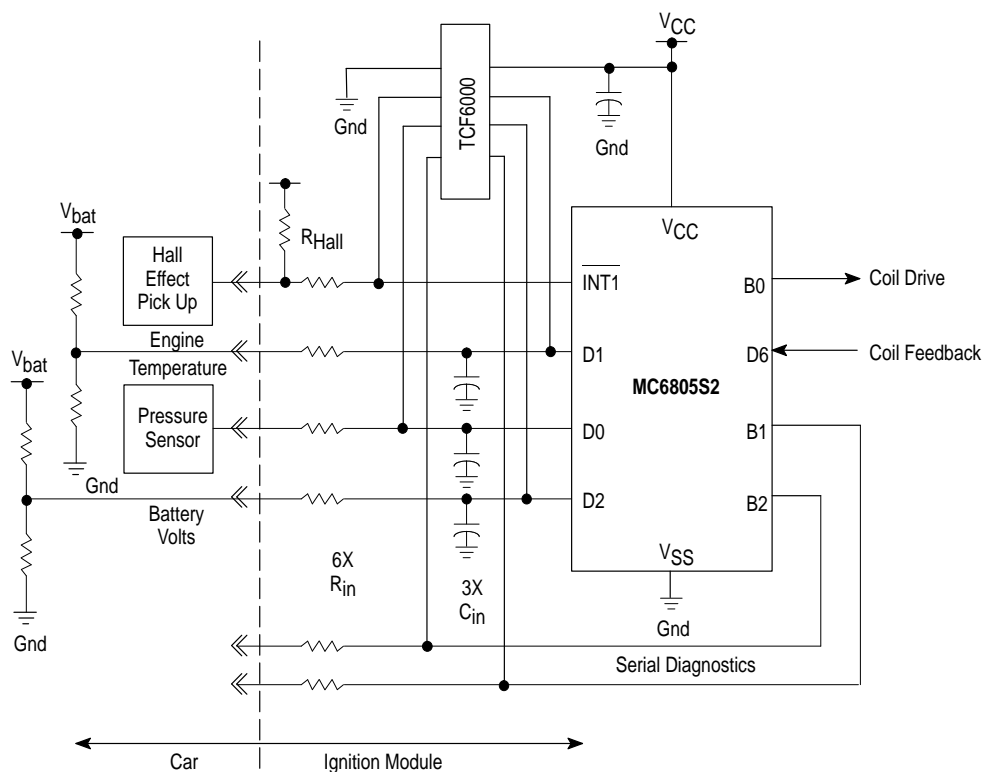 VCC
TCF6000
Gnd
Gnd
Vbat
RHall
VCC
Hall
Effect
Pick Up
INT1
B0
Coil Drive
Engine
Temperature
Vbat
D1
D6
Coil Feedback
MC6805S2
Pressure
Sensor
D0
B1
Gnd
D2
B2
Battery
Volts
6X
Rin
3X
Cin
VSS
Gnd
Gnd
Serial Diagnostics
Car
Ignition Module